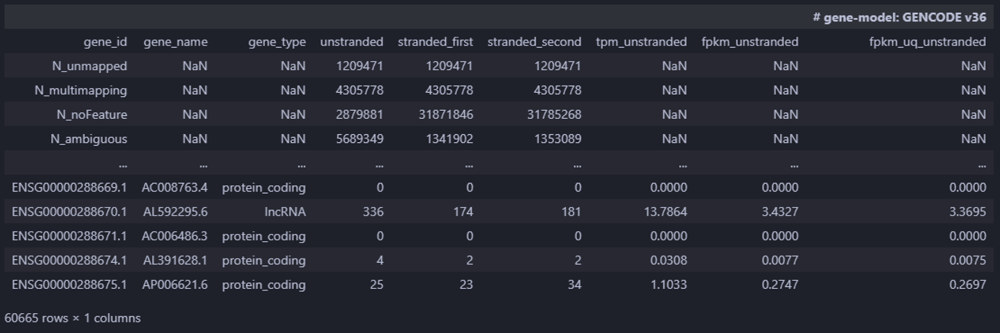 # gene-model: GENCODE v36
gene_id gene_name gene_type unstranded stranded_first stranded_second tpm_unstranded fpkm_unstranded fpkm_uq_unstranded
N_unmapped NaN NaN 1209471 1209471 1209471 NaN NaN NaN
N_multimapping NaN NaN 4305778 4305778 4305778 NaN NaN NaN
N_noFeature NaN NaN 2879881 31871846 31785268 NaN NaN NaN
N_ambiguous NaN NaN 5689349 1341902 1353089 NaN NaN NaN
... ... ... ... ... ... ... ... ...
ENSG00000288669.1 AC008763.4 protein_coding 0 0 0 0.0000 0.0000 0.0000
ENSG00000288670.1 AL592295.6 lncRNA 336 174 181 13.7864 3.4327 3.3695
ENSG00000288671.1 AC006486.3 protein_coding 0 0 0 0.0000 0.0000 0.0000
ENSG00000288674.1 AL391628.1 protein_coding 4 2 2 0.0308 0.0077 0.0075
ENSG00000288675.1 AP006621.6 protein_coding 25 23 34 1.1033 0.2747 0.2697
60665 rows × 1 columns